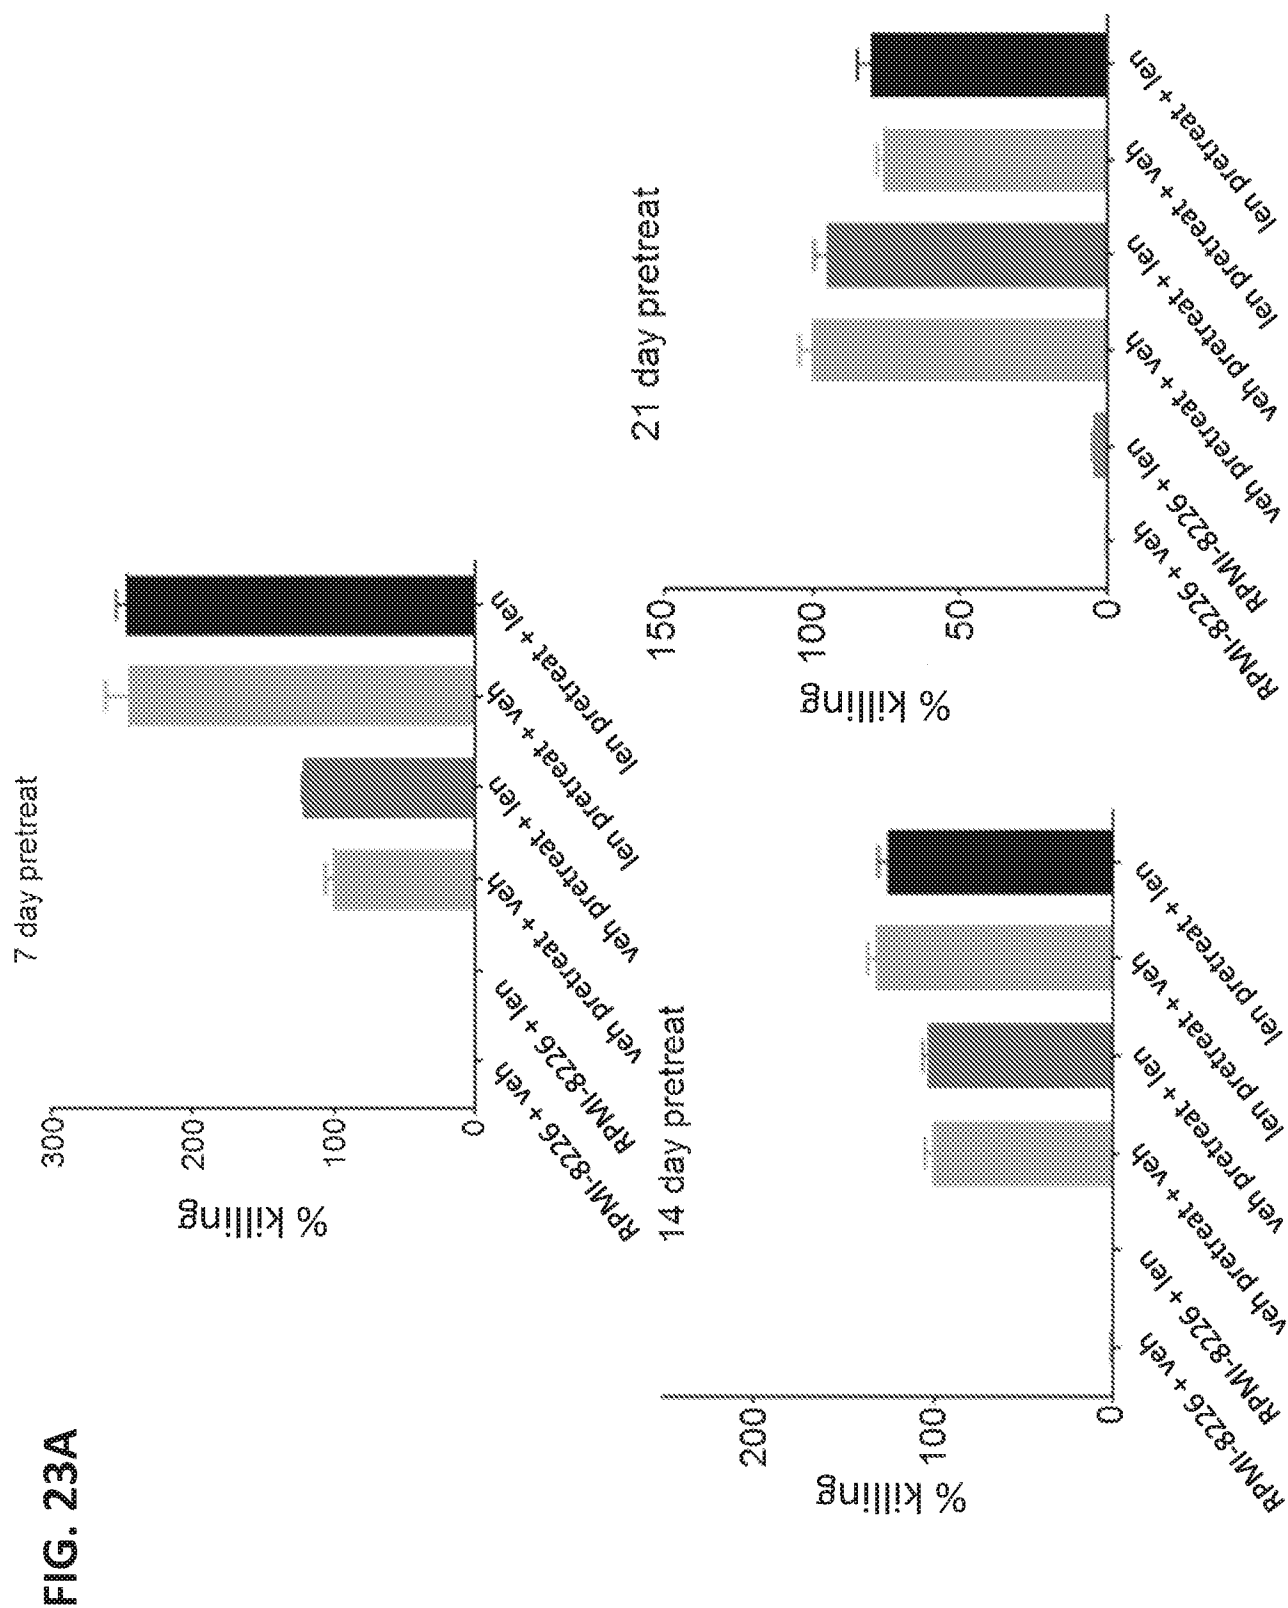 FIG. 23A
7 day pretreat
% killing
300
200
100
0
RPMI-8226 + veh
RPMI-8226 + len
veh pretreat + veh
veh pretreat + len
len pretreat + veh
len pretreat + len
14 day pretreat
% killing
200
100
0
RPMI-8226 + veh
RPMI-8226 + len
veh pretreat + veh
veh pretreat + len
len pretreat + veh
len pretreat + len
21 day pretreat
% killing
150
100
50
0
RPMI-8226 + veh
RPMI-8226 + len
veh pretreat + veh
veh pretreat + len
len pretreat + veh
len pretreat + len